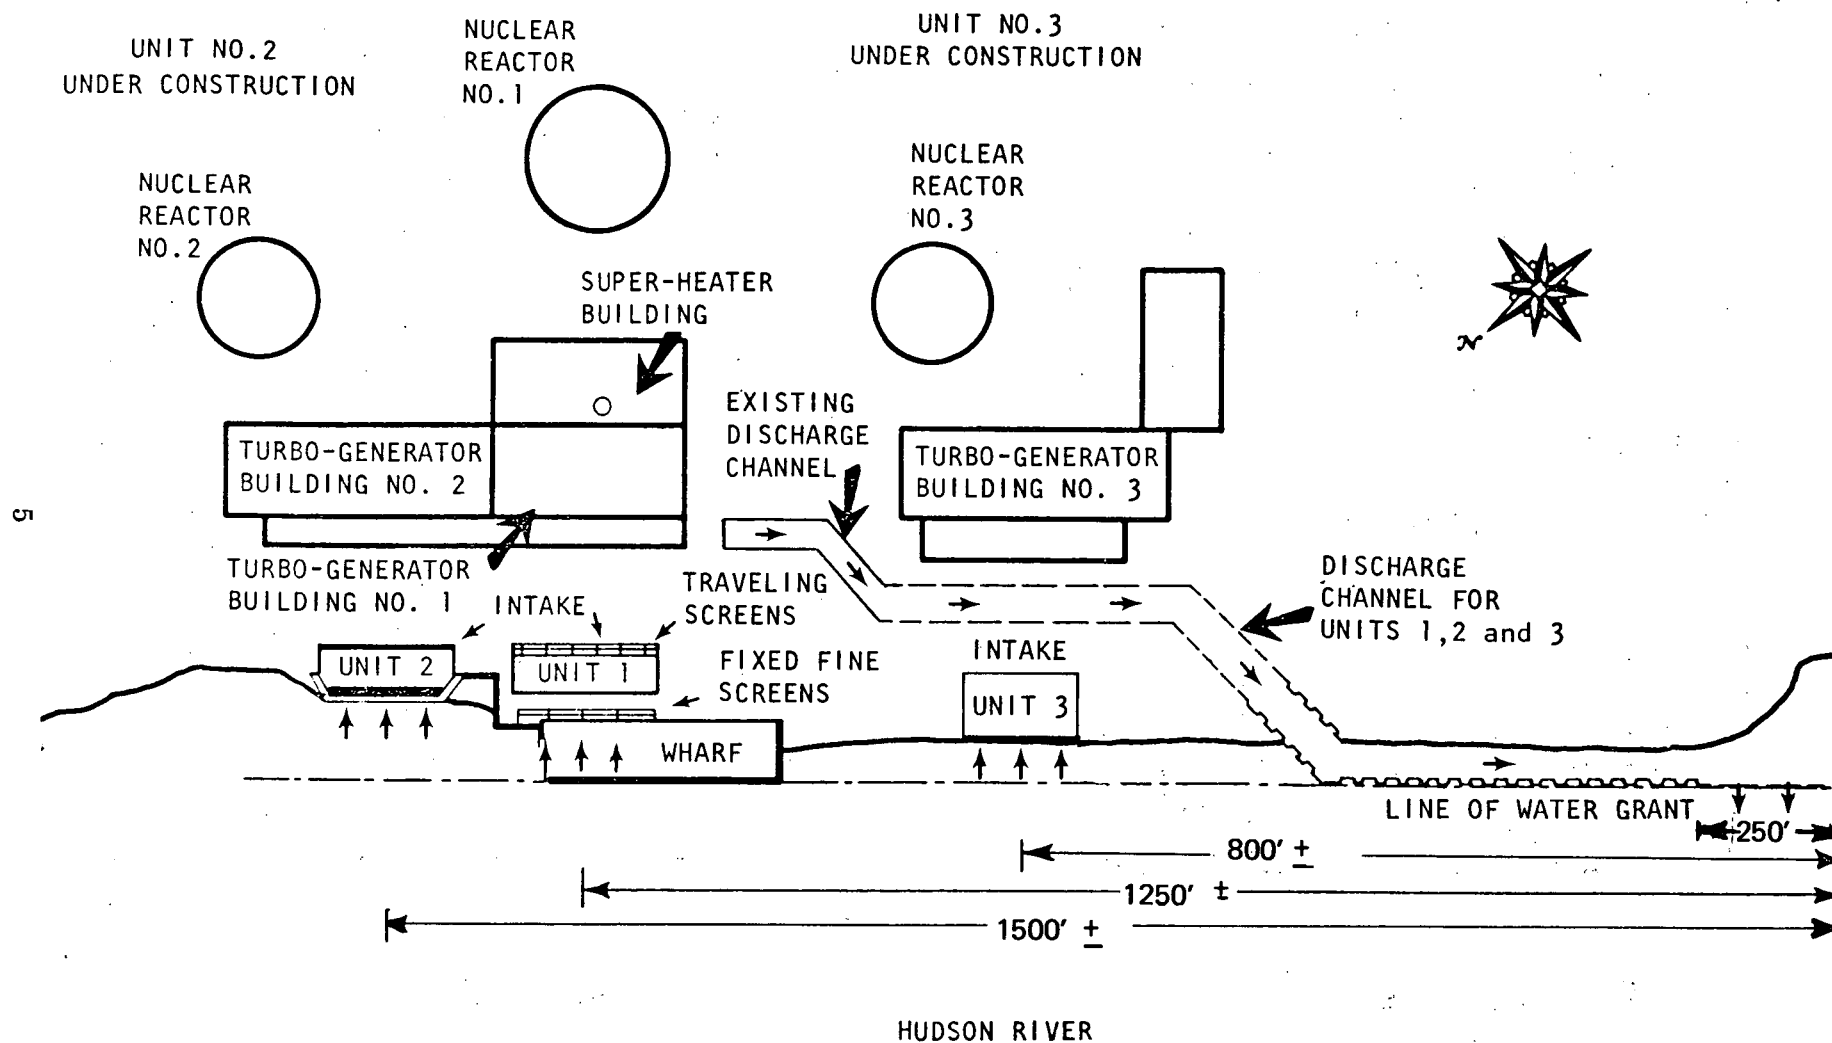 UNIT NO.2
UNDER CONSTRUCTION
NUCLEAR
REACTOR
NO.1
UNIT NO.3
UNDER CONSTRUCTION
NUCLEAR
REACTOR
NO.2
NUCLEAR
REACTOR
NO.3
SUPER-HEATER
BUILDING
N
EXISTING
DISCHARGE
CHANNEL
TURBO-GENERATOR
BUILDING NO. 2
TURBO-GENERATOR
BUILDING NO. 3
5
TURBO-GENERATOR
BUILDING NO. 1
INTAKE
TRAVELING
SCREENS
DISCHARGE
CHANNEL FOR
UNITS 1,2 and 3
UNIT 2
UNIT 1
FIXED FINE
SCREENS
INTAKE
UNIT 3
WHARF
LINE OF WATER GRANT
250'
800' ±
1250' ±
1500' ±
HUDSON RIVER